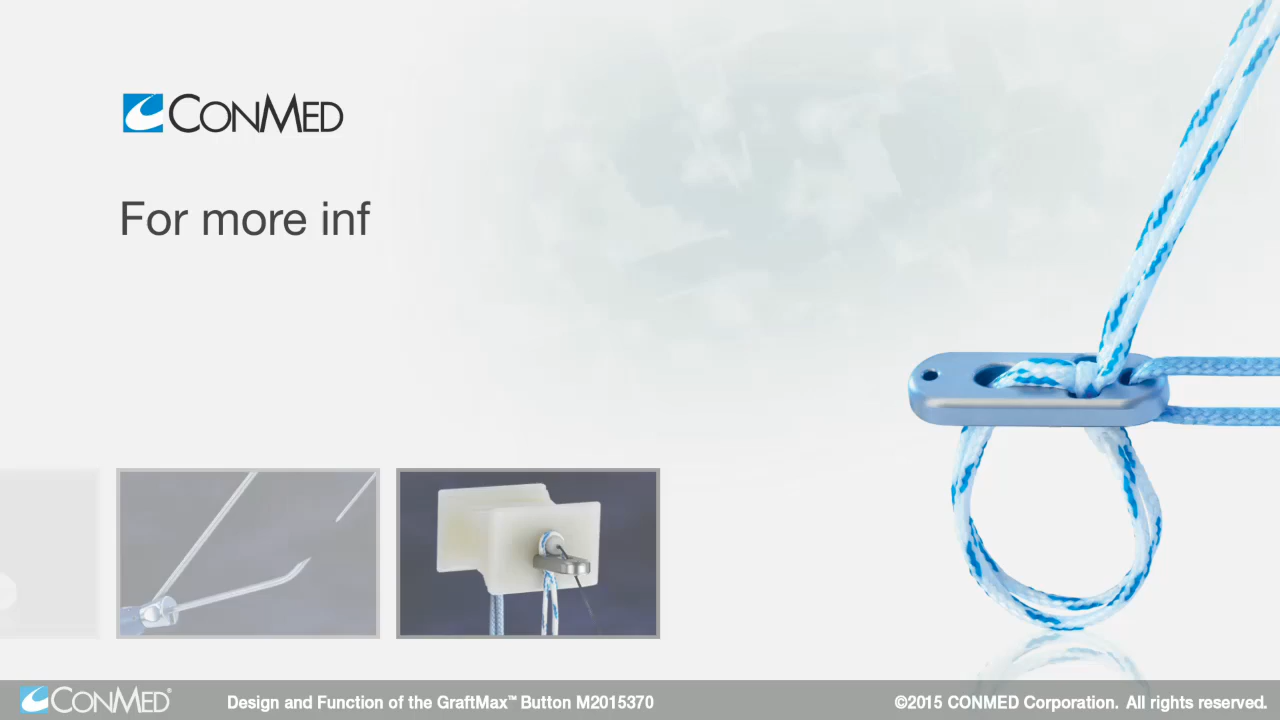 CONMED
For more inf
CONMED®
Design and Function of the GraftMax™ Button M2015370
©2015 CONMED Corporation. All rights reserved.